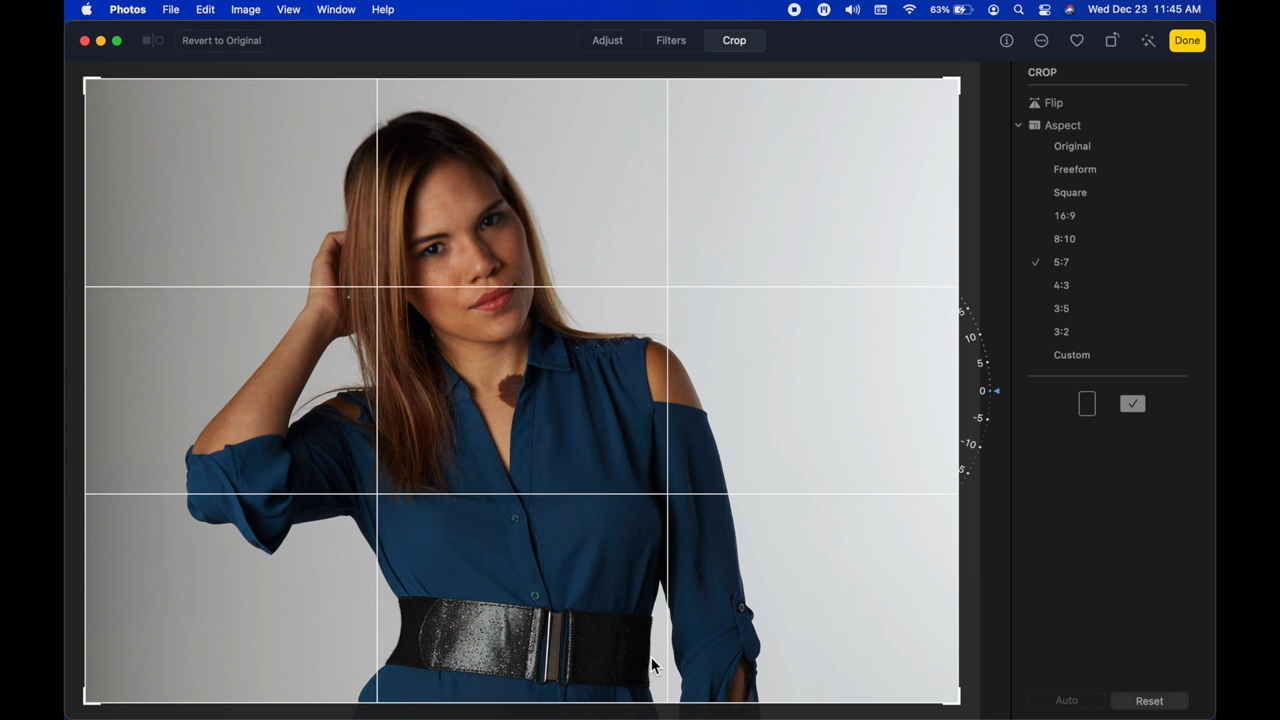 Photos File Edit Image View Window Help 63% Wed Dec 23 11:45 AM
Revert to Original Adjust Filters Crop Done
CROP
Flip
Aspect
Original
Freeform
Square
16:9
8:10
5:7
4:3
3:5
3:2
Custom
10
5
0
-5
-10
Auto Reset